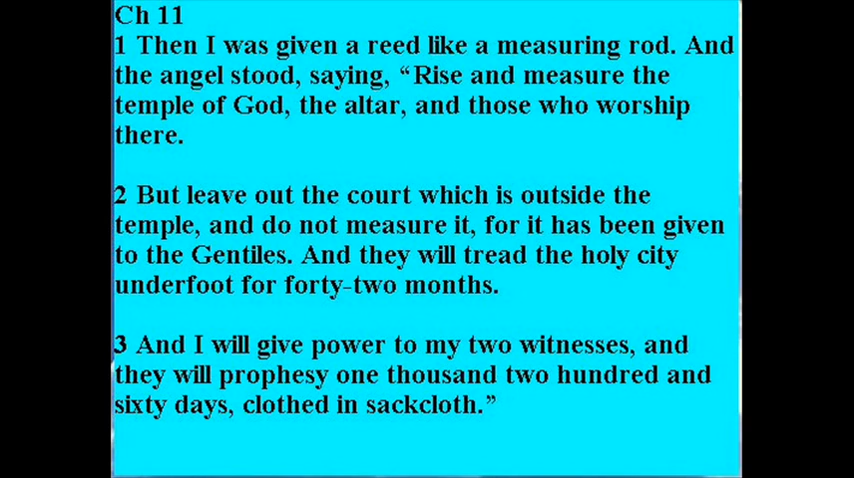 Ch 11
1 Then I was given a reed like a measuring rod. And
the angel stood, saying, “Rise and measure the
temple of God, the altar, and those who worship
there.
2 But leave out the court which is outside the
temple, and do not measure it, for it has been given
to the Gentiles. And they will tread the holy city
underfoot for forty-two months.
3 And I will give power to my two witnesses, and
they will prophesy one thousand two hundred and
sixty days, clothed in sackcloth.”